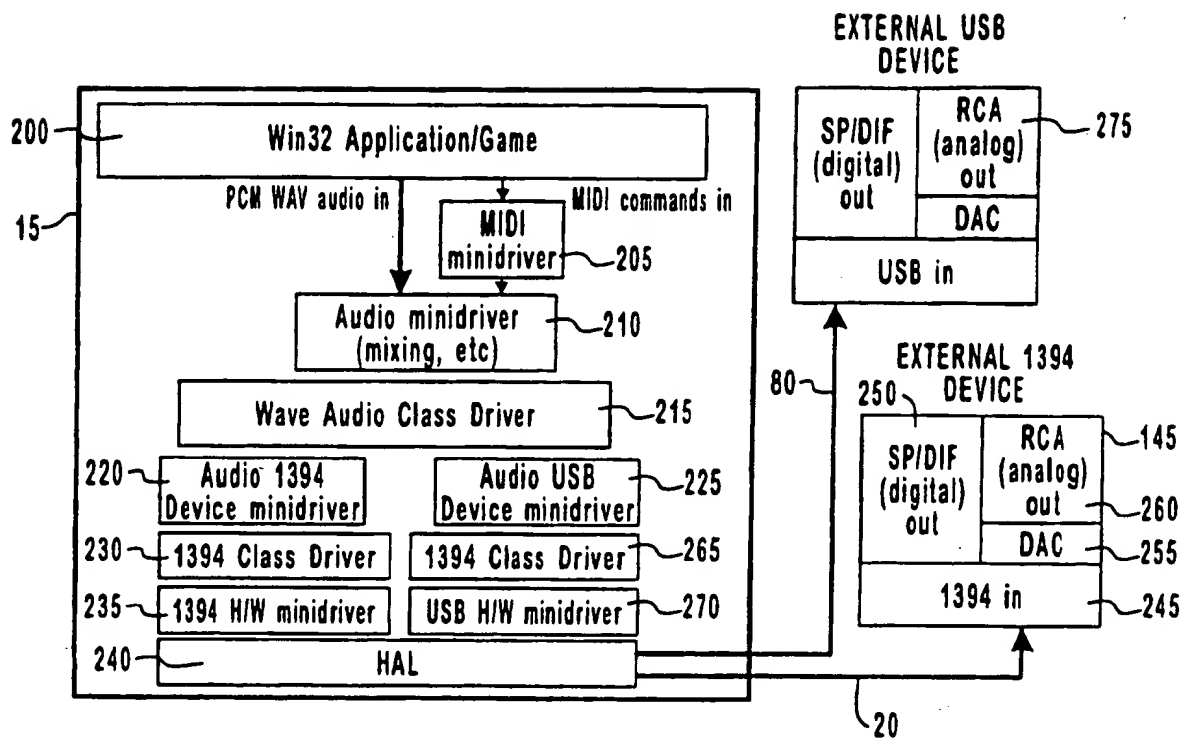 EXTERNAL USB
DEVICE
200
Win32 Application/Game
SP/DIF
(digital)
out
RCA
(analog)
out
275
DAC
USB in
PCM WAV audio in
MIDI commands in
15
MIDI
minidriver
205
Audio minidriver
(mixing, etc)
210
80
Wave Audio Class Driver
215
EXTERNAL 1394
DEVICE
250
SP/DIF
(digital)
out
RCA
(analog)
out
145
260
DAC
255
1394 in
245
220
Audio 1394
Device minidriver
Audio USB
Device minidriver
225
230
1394 Class Driver
1394 Class Driver
265
235
1394 H/W minidriver
USB H/W minidriver
270
240
HAL
20